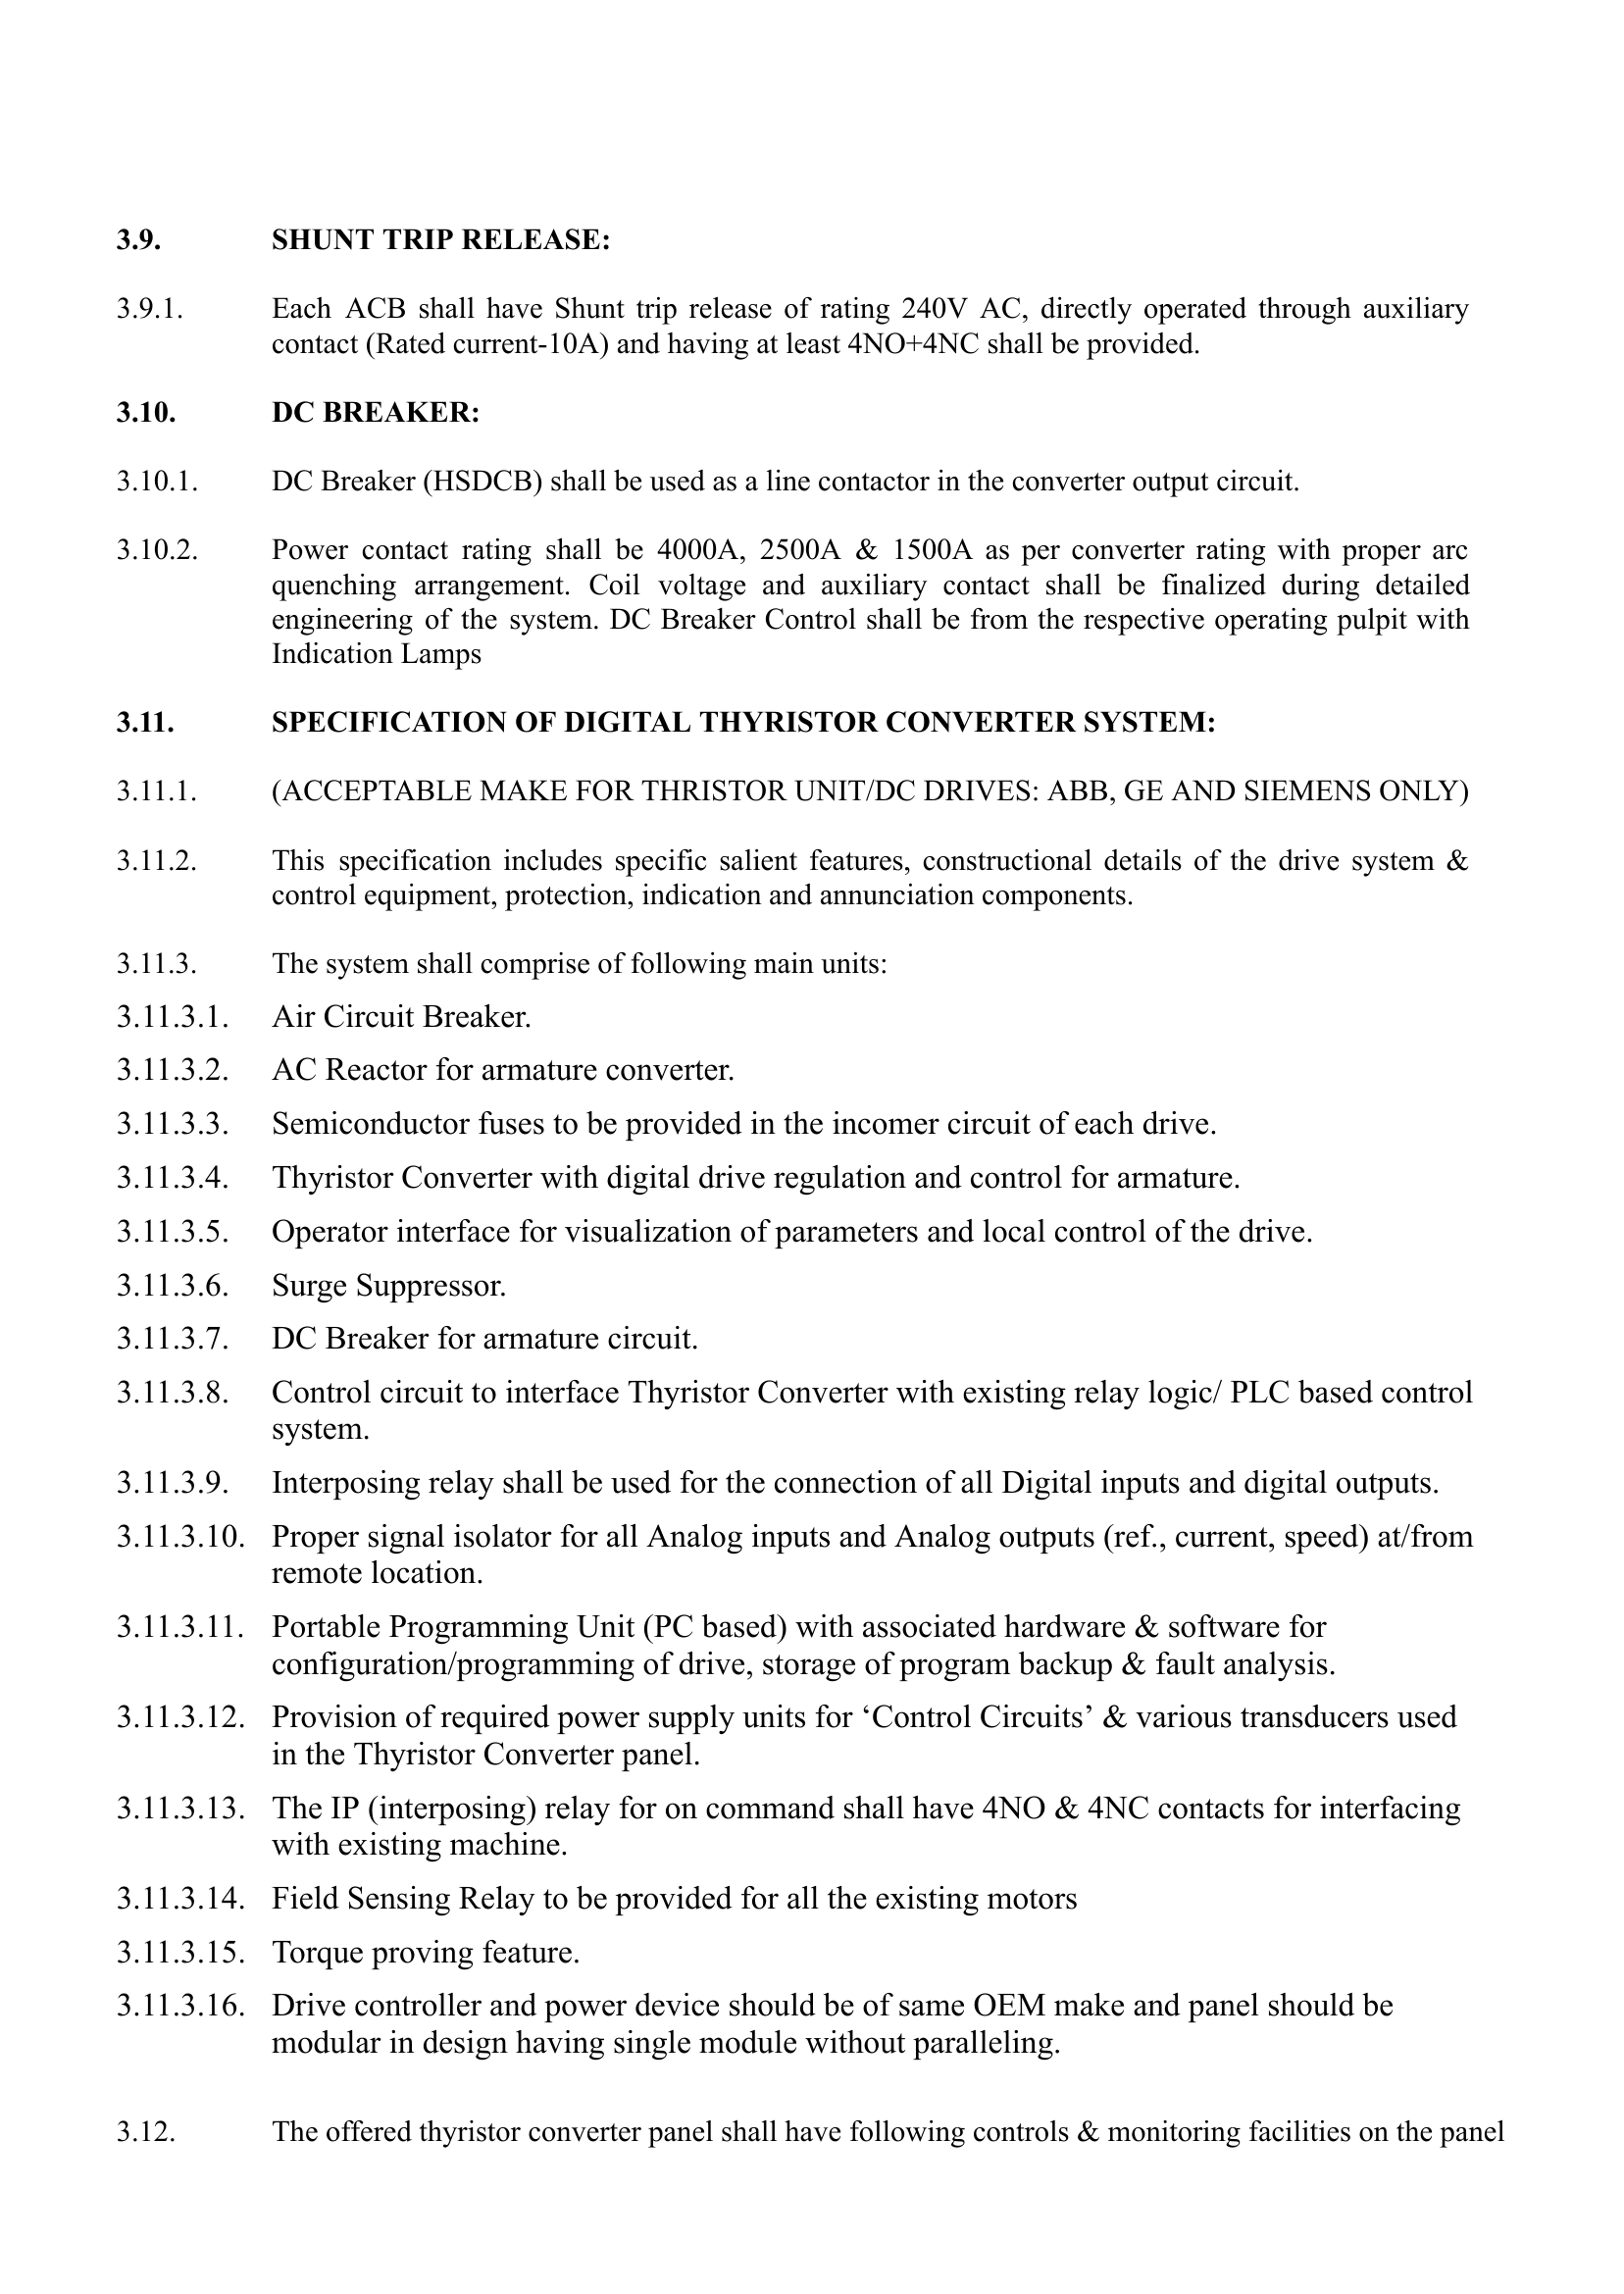 3.9. SHUNT TRIP RELEASE:
3.9.1. Each ACB shall have Shunt trip release of rating 240V AC, directly operated through auxiliary
contact (Rated current-10A) and having at least 4NO+4NC shall be provided.
3.10. DC BREAKER:
3.10.1. DC Breaker (HSDCB) shall be used as a line contactor in the converter output circuit.
3.10.2. Power contact rating shall be 4000A, 2500A & 1500A as per converter rating with proper arc
quenching arrangement. Coil voltage and auxiliary contact shall be finalized during detailed
engineering of the system. DC Breaker Control shall be from the respective operating pulpit with
Indication Lamps
3.11. SPECIFICATION OF DIGITAL THYRISTOR CONVERTER SYSTEM:
3.11.1. (ACCEPTABLE MAKE FOR THRISTOR UNIT/DC DRIVES: ABB, GE AND SIEMENS ONLY)
3.11.2. This specification includes specific salient features, constructional details of the drive system &
control equipment, protection, indication and annunciation components.
3.11.3. The system shall comprise of following main units:
3.11.3.1. Air Circuit Breaker.
3.11.3.2. AC Reactor for armature converter.
3.11.3.3. Semiconductor fuses to be provided in the incomer circuit of each drive.
3.11.3.4. Thyristor Converter with digital drive regulation and control for armature.
3.11.3.5. Operator interface for visualization of parameters and local control of the drive.
3.11.3.6. Surge Suppressor.
3.11.3.7. DC Breaker for armature circuit.
3.11.3.8. Control circuit to interface Thyristor Converter with existing relay logic/ PLC based control
system.
3.11.3.9. Interposing relay shall be used for the connection of all Digital inputs and digital outputs.
3.11.3.10. Proper signal isolator for all Analog inputs and Analog outputs (ref., current, speed) at/from
remote location.
3.11.3.11. Portable Programming Unit (PC based) with associated hardware & software for
configuration/programming of drive, storage of program backup & fault analysis.
3.11.3.12. Provision of required power supply units for ‘Control Circuits’ & various transducers used
in the Thyristor Converter panel.
3.11.3.13. The IP (interposing) relay for on command shall have 4NO & 4NC contacts for interfacing
with existing machine.
3.11.3.14. Field Sensing Relay to be provided for all the existing motors
3.11.3.15. Torque proving feature.
3.11.3.16. Drive controller and power device should be of same OEM make and panel should be
modular in design having single module without paralleling.
3.12. The offered thyristor converter panel shall have following controls & monitoring facilities on the panel